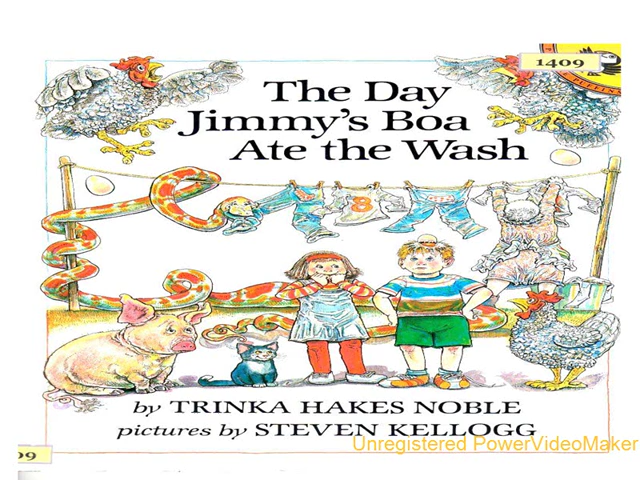 1409
The Day
Jimmy's Boa
Ate the Wash
8
by TRINKA HAKES NOBLE
pictures by STEVEN KELLOGG
Unregistered PowerVideoMaker
09